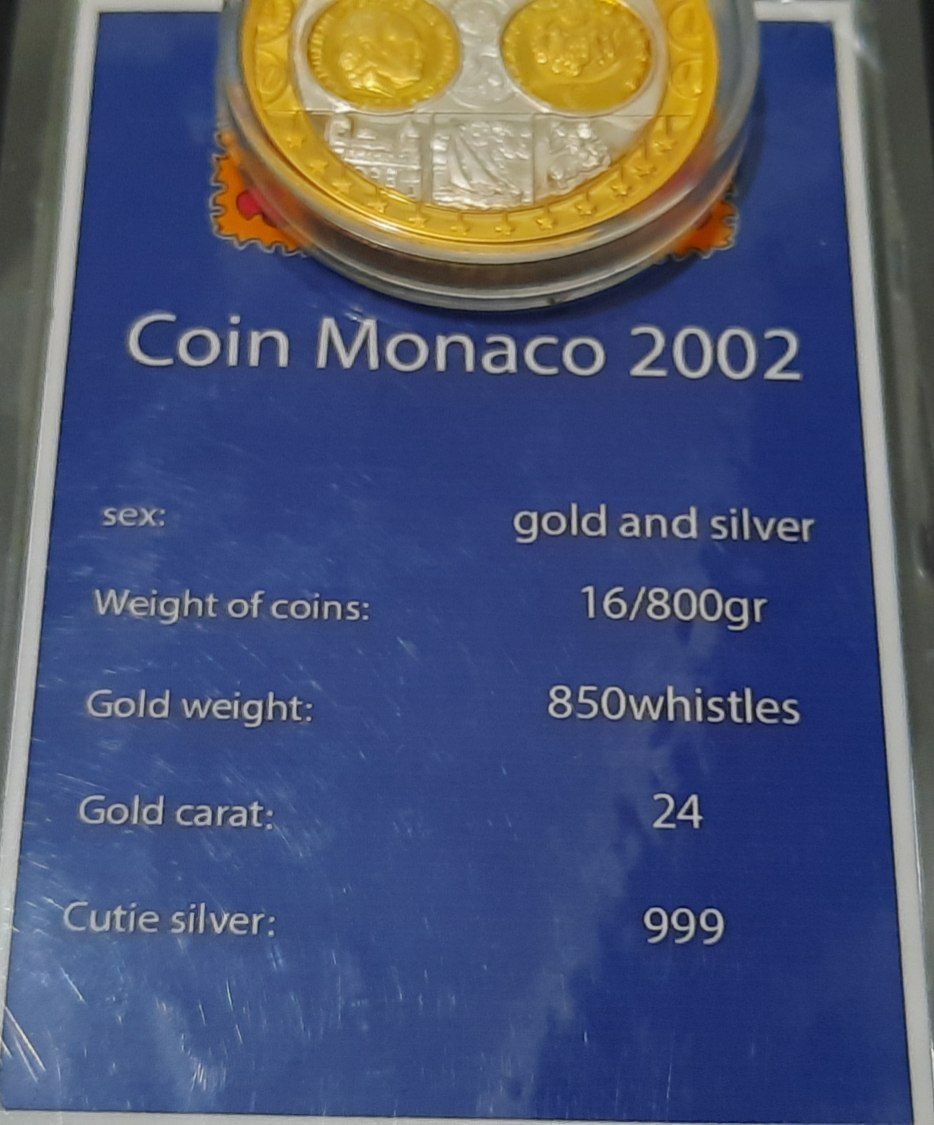 Coin Monaco 2002
sex: gold and silver
Weight of coins: 16/800gr
Gold weight: 850whistles
Gold carat: 24
Cutie silver: 999